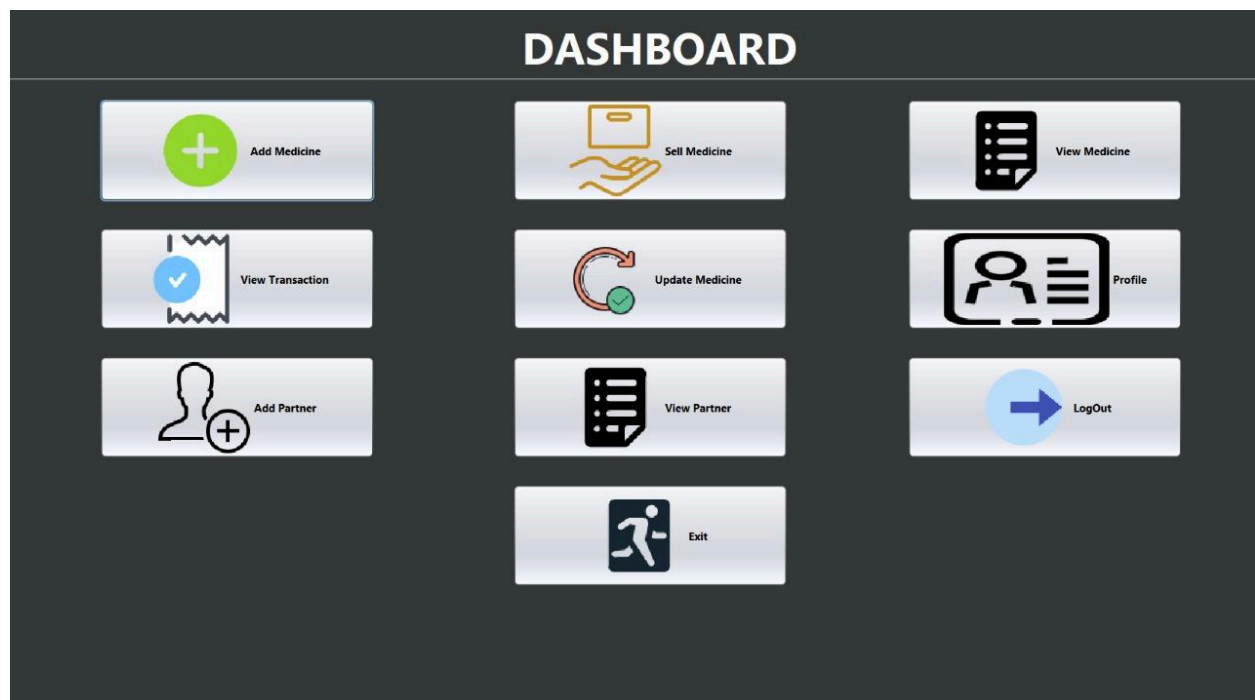 DASHBOARD
Add Medicine
Sell Medicine
View Medicine
View Transaction
Update Medicine
Profile
Add Partner
View Partner
LogOut
Exit